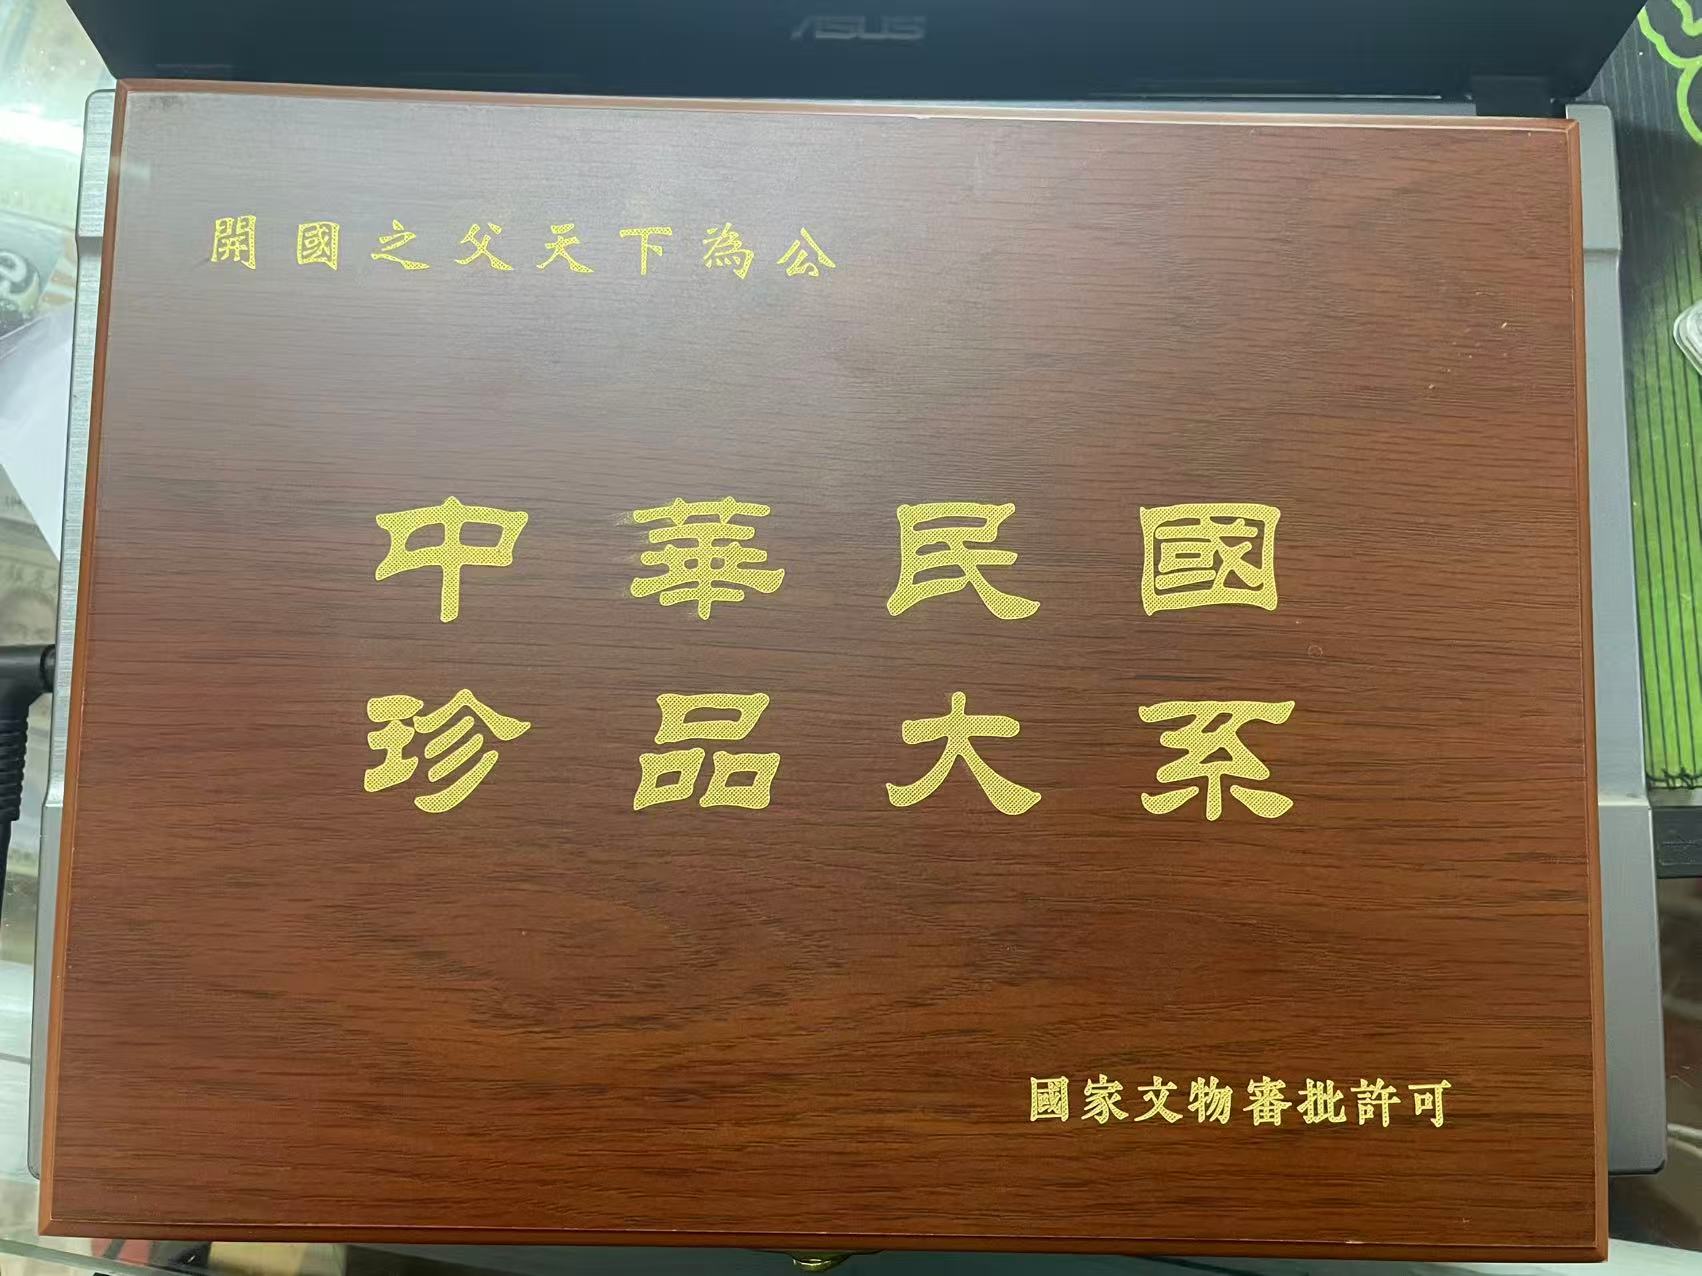 ASUS
開國之父天下為公
中華民國
珍品大系
國家文物審批許可